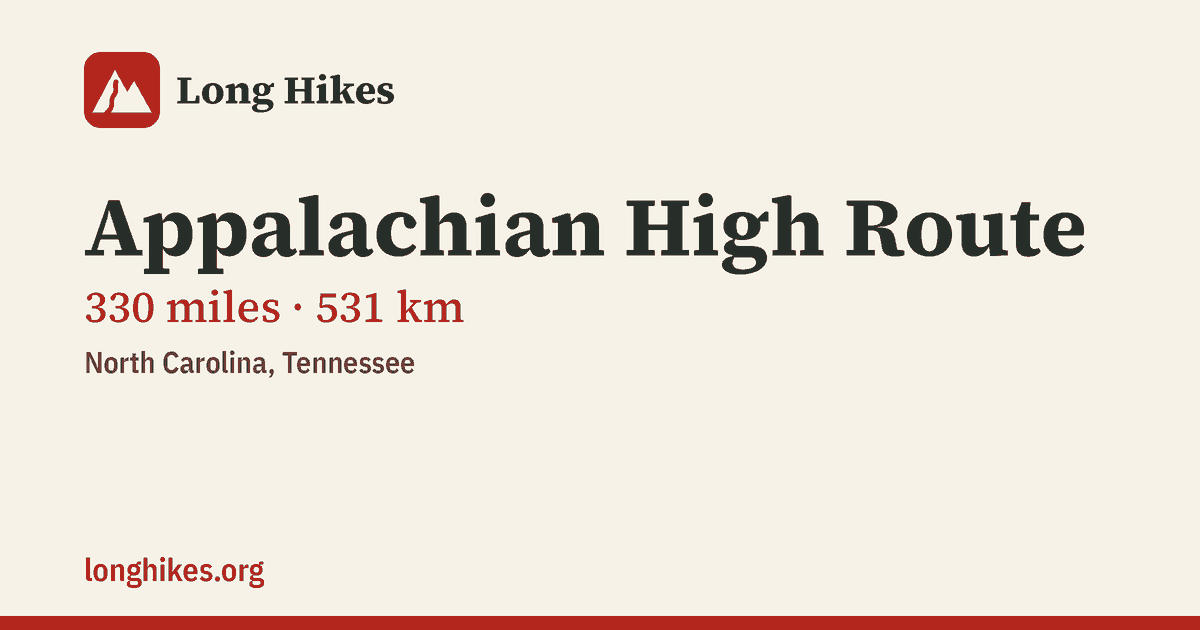 Long Hikes
Appalachian High Route
330 miles · 531 km
North Carolina, Tennessee
longhikes.org